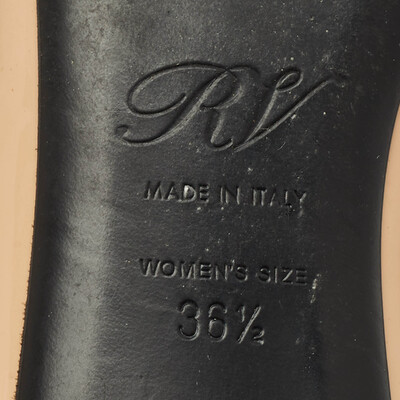 RV
MADE IN ITALY
WOMEN'S SIZE
36½